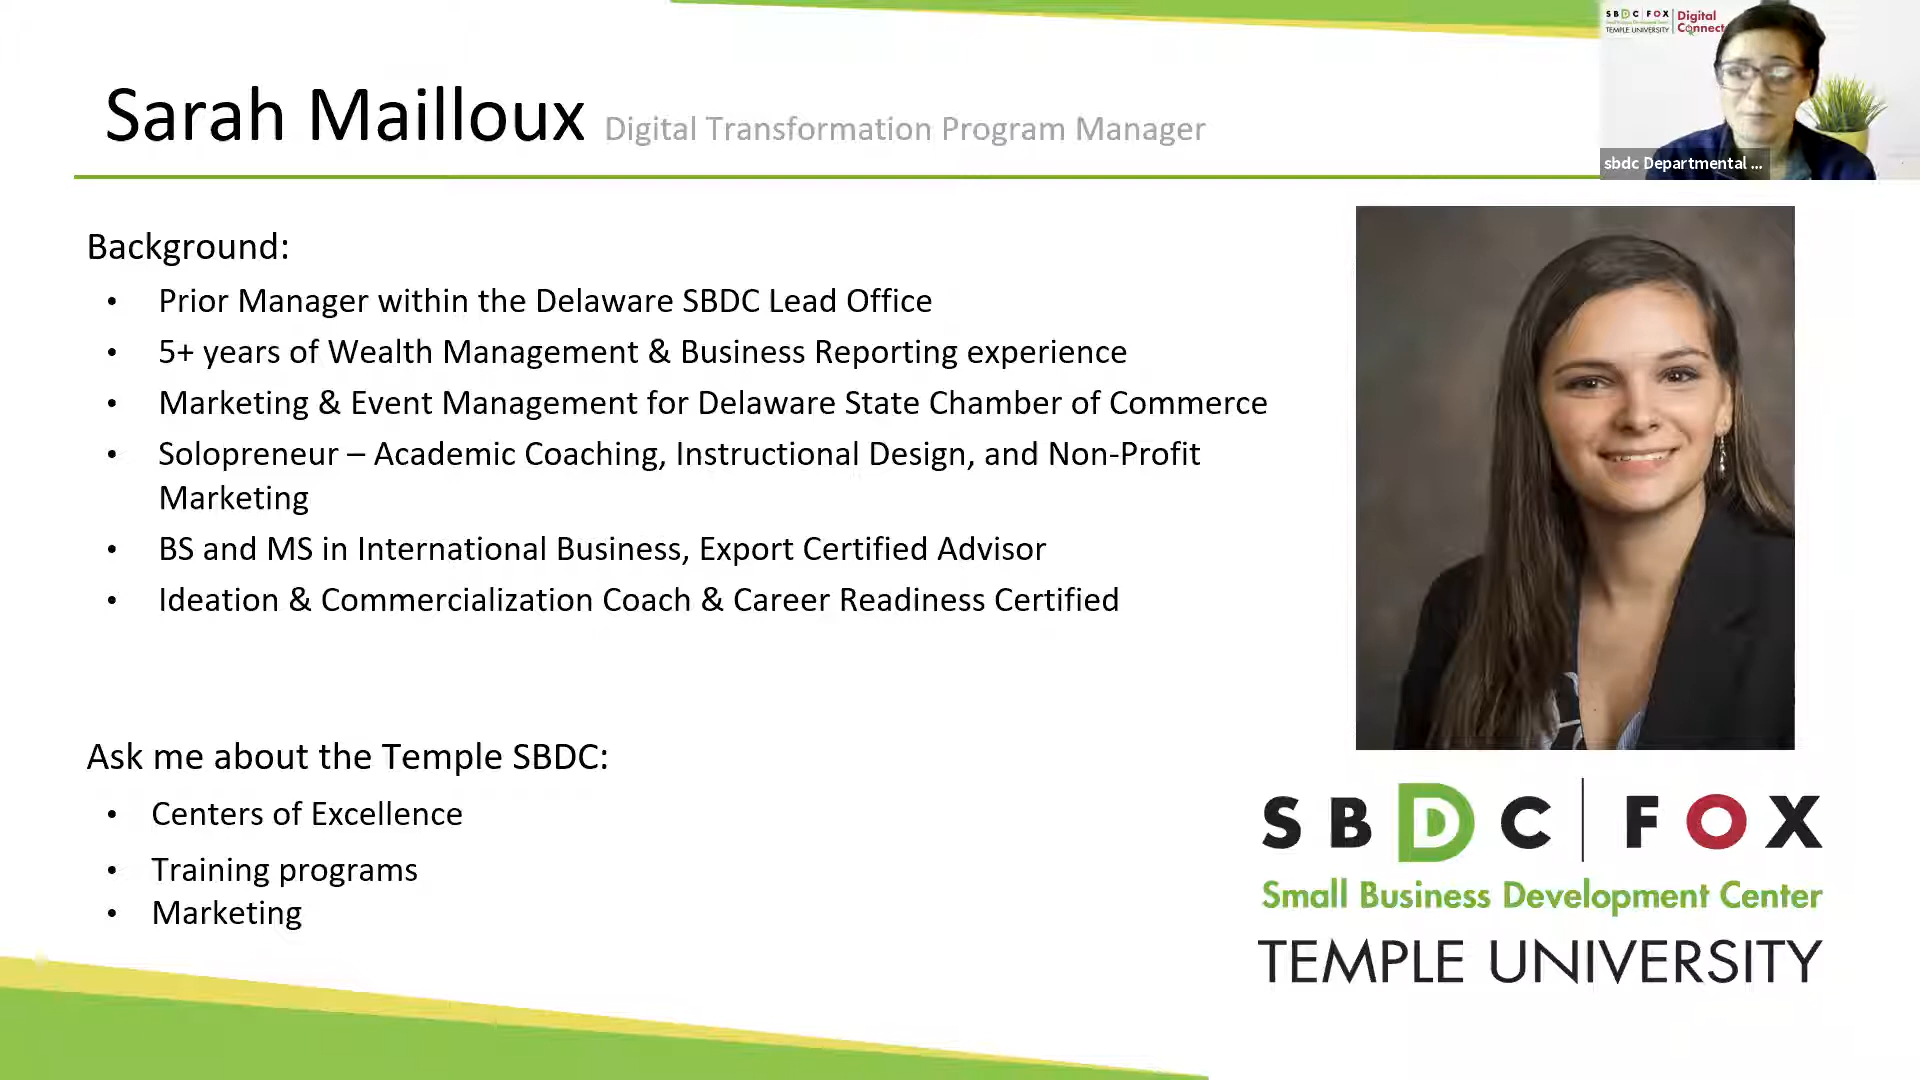 Sarah Mailloux Digital Transformation Program Manager
Background:
• Prior Manager within the Delaware SBDC Lead Office
• 5+ years of Wealth Management & Business Reporting experience
• Marketing & Event Management for Delaware State Chamber of Commerce
• Solopreneur – Academic Coaching, Instructional Design, and Non-Profit
Marketing
• BS and MS in International Business, Export Certified Advisor
• Ideation & Commercialization Coach & Career Readiness Certified
Ask me about the Temple SBDC:
• Centers of Excellence
• Training programs
• Marketing
SBDC | FOX
Digital
TEMPLE UNIVERSITY
Connect
sbdc Departmental ...
SBDC | FOX
Small Business Development Center
TEMPLE UNIVERSITY